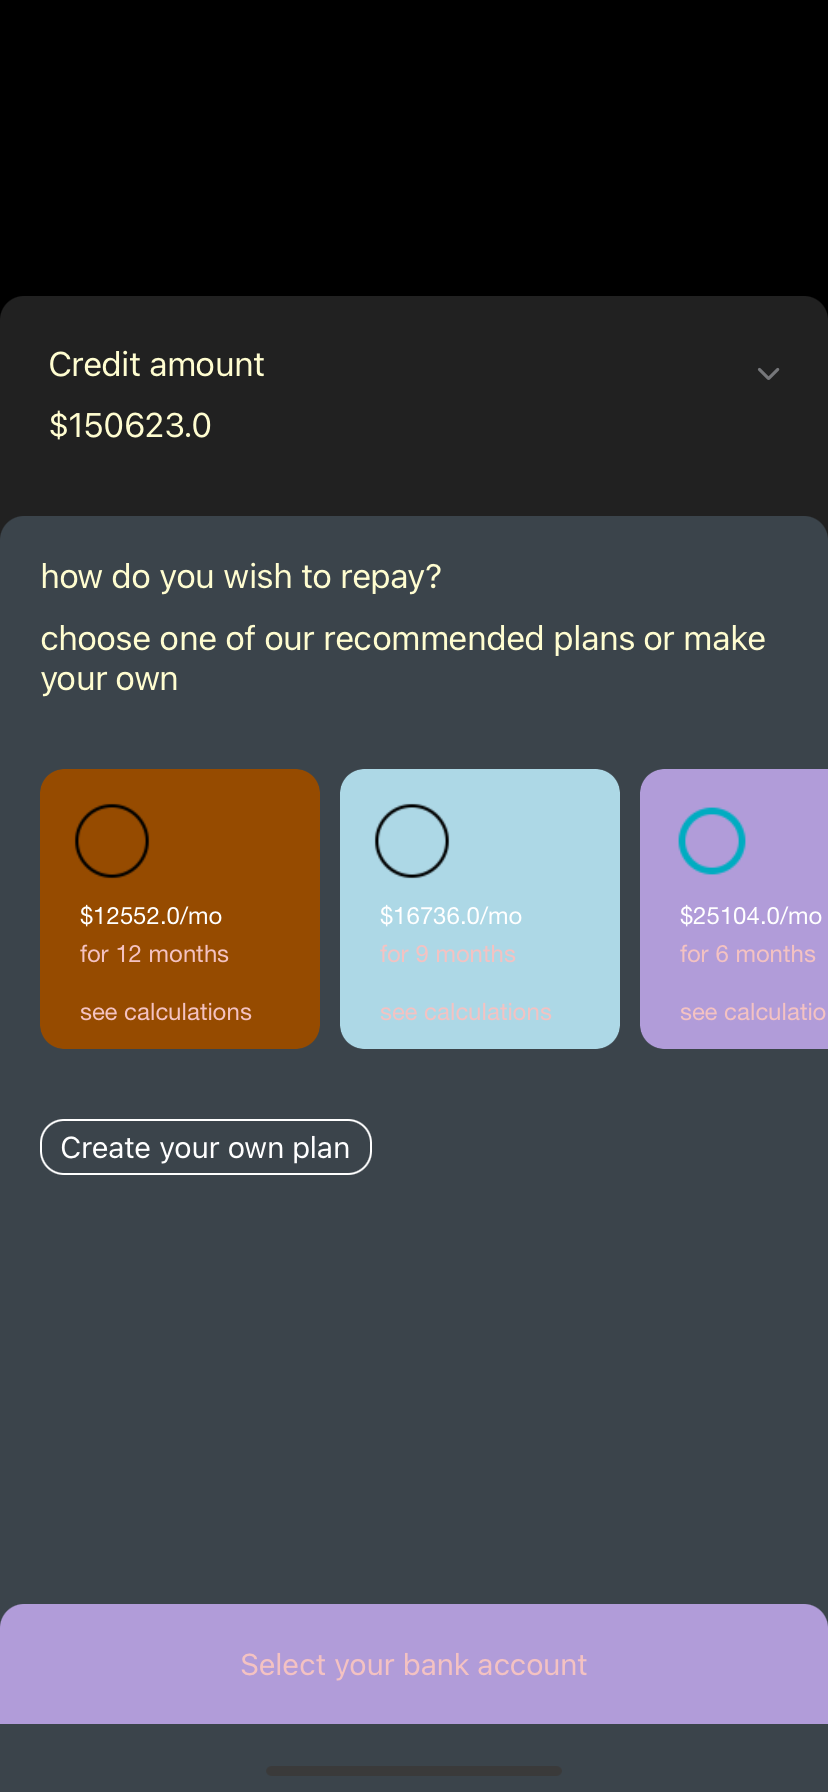 Credit amount
$150623.0
how do you wish to repay?
choose one of our recommended plans or make
your own
$12552.0/mo
for 12 months
see calculations
$16736.0/mo
for 9 months
see calculations
$25104.0/mo
for 6 months
see calculatio
Create your own plan
Select your bank account